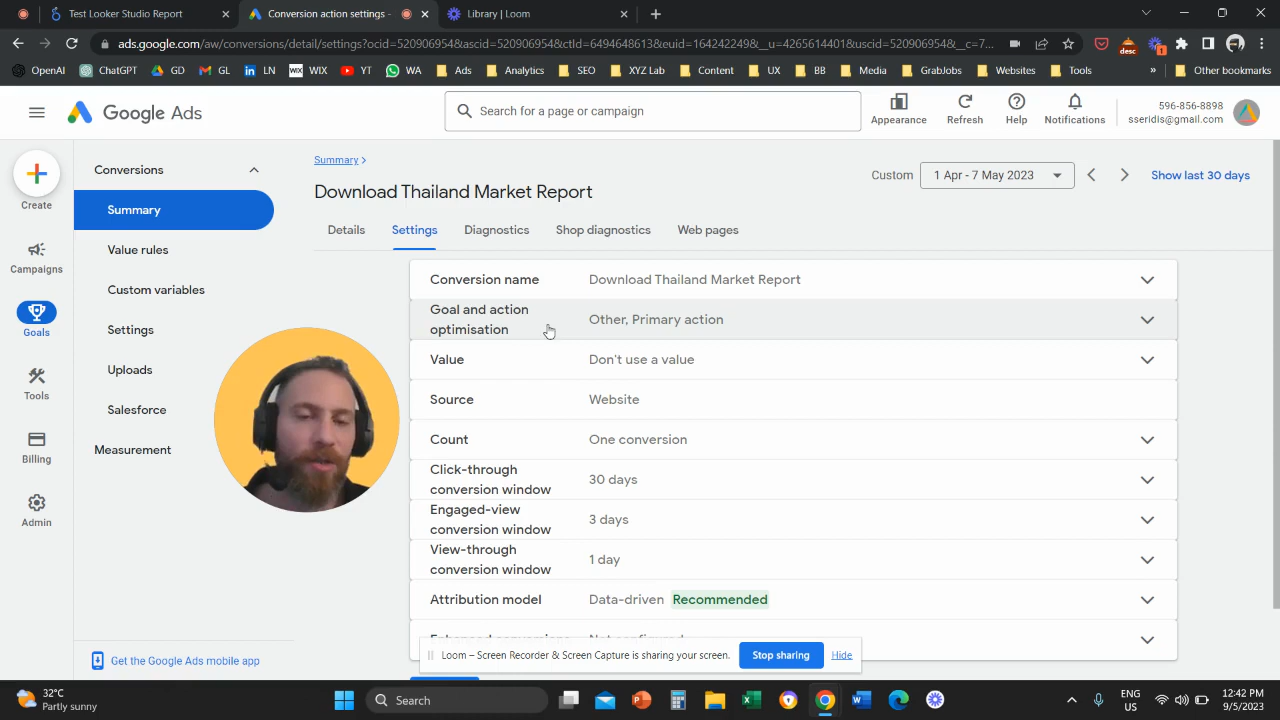 Test Looker Studio Report
Conversion action settings -
Library | Loom
ads.google.com/aw/conversions/detail/settings?ocid=520906954&ascid=520906954&ctId=6494648613&euid=1642422249&__u=4265614401&uscid=520906954&__c=7...
desc
1
OpenAI
ChatGPT
GD
GL
LN
WIX
WIX
YT
WA
Ads
Analytics
SEO
XYZ Lab
Content
UX
BB
Media
GrabJobs
Websites
Tools
»
Other bookmarks
Google Ads
Search for a page or campaign
Appearance
Refresh
Help
Notifications
596-856-8898
sseridis@gmail.com
Create
Campaigns
Goals
Tools
Billing
Admin
Conversions
Summary
Value rules
Custom variables
Settings
Uploads
Salesforce
Measurement
Get the Google Ads mobile app
Summary
Download Thailand Market Report
Custom
1 Apr - 7 May 2023
Show last 30 days
Details
Settings
Diagnostics
Shop diagnostics
Web pages
Conversion name
Download Thailand Market Report
Goal and action
optimisation
Other, Primary action
Value
Don't use a value
Source
Website
Count
One conversion
Click-through
conversion window
30 days
Engaged-view
conversion window
3 days
View-through
conversion window
1 day
Attribution model
Data-driven
Recommended
Loom – Screen Recorder & Screen Capture is sharing your screen.
Stop sharing
Hide
32°C
Partly sunny
Search
ENG
US
12:42 PM
9/5/2023